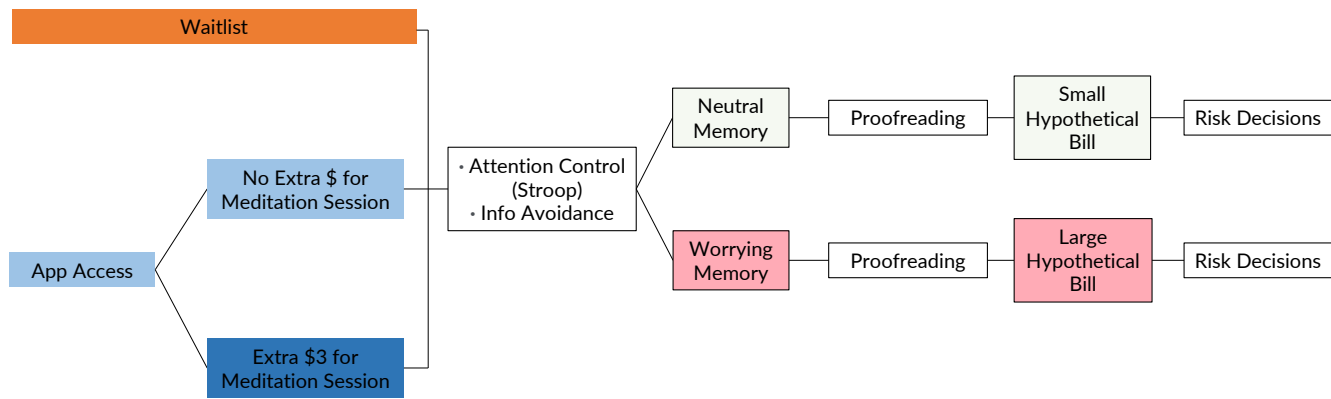 Waitlist
App Access
No Extra $ for
Meditation Session
Extra $3 for
Meditation Session
• Attention Control
(Stroop)
• Info Avoidance
Neutral
Memory
Proofreading
Small
Hypothetical
Bill
Risk Decisions
Worrying
Memory
Proofreading
Large
Hypothetical
Bill
Risk Decisions